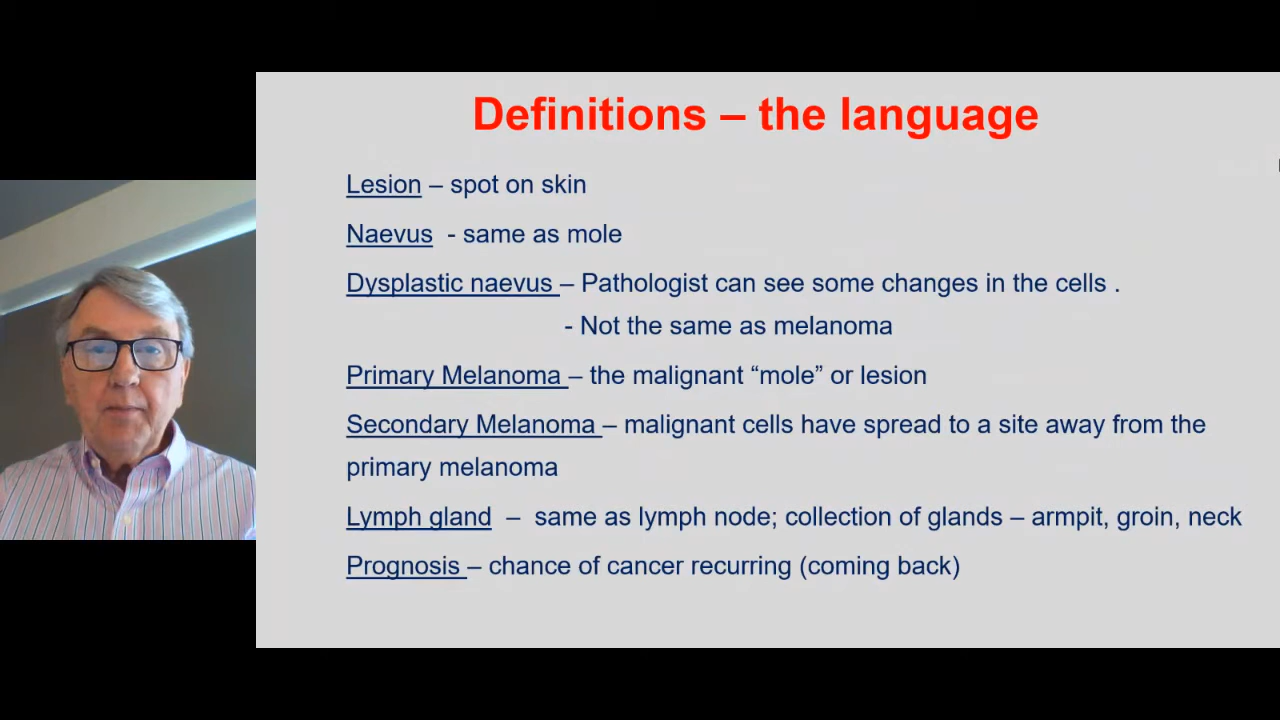 Definitions – the language
Lesion – spot on skin
Naevus - same as mole
Dysplastic naevus – Pathologist can see some changes in the cells .
- Not the same as melanoma
Primary Melanoma – the malignant “mole” or lesion
Secondary Melanoma – malignant cells have spread to a site away from the
primary melanoma
Lymph gland – same as lymph node; collection of glands – armpit, groin, neck
Prognosis – chance of cancer recurring (coming back)